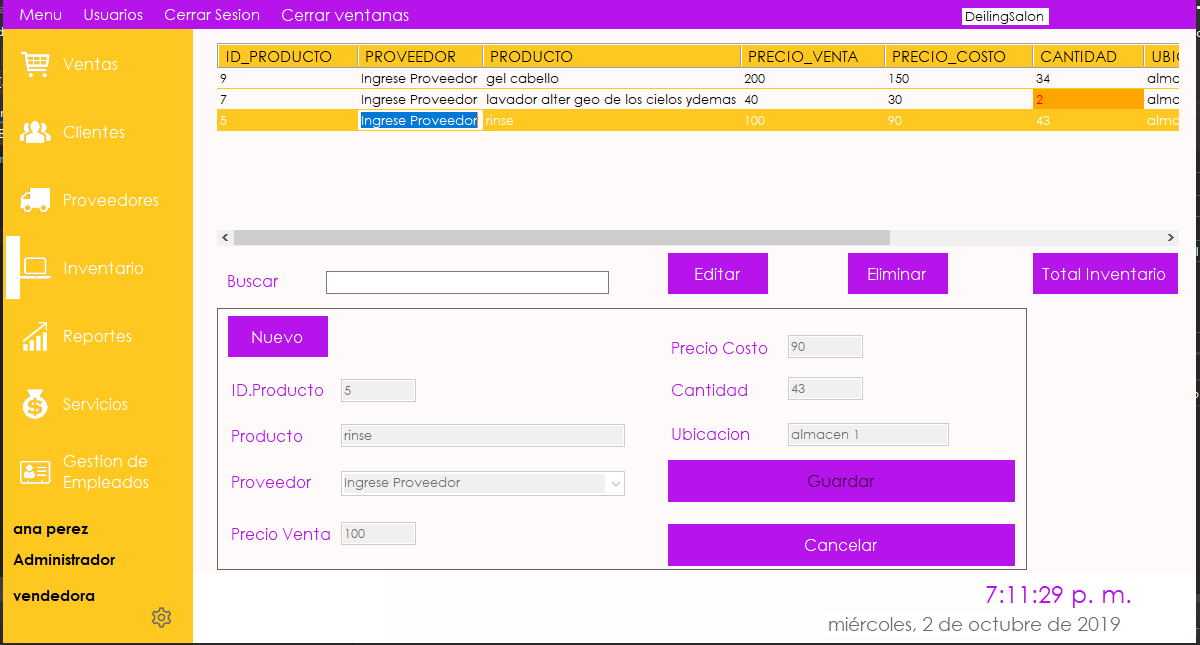 Menu Usuarios Cerrar Sesion Cerrar ventanas DeilingSalon
Ventas
Clientes
Proveedores
Inventario
Reportes
Servicios
Gestion de
Empleados
ana perez
Administrador
vendedora
ID_PRODUCTO PROVEEDOR PRODUCTO PRECIO_VENTA PRECIO_COSTO CANTIDAD UBIC
9 Ingrese Proveedor gel cabello 200 150 34 alma
7 Ingrese Proveedor lavador alter geo de los cielos ydemas 40 30 2 alma
5 Ingrese Proveedor rinse 100 90 43 alma
Buscar
Editar Eliminar Total Inventario
Nuevo
ID.Producto 5
Producto rinse
Proveedor Ingrese Proveedor
Precio Venta 100
Precio Costo 90
Cantidad 43
Ubicacion almacen 1
Guardar
Cancelar
7:11:29 p. m.
miércoles, 2 de octubre de 2019